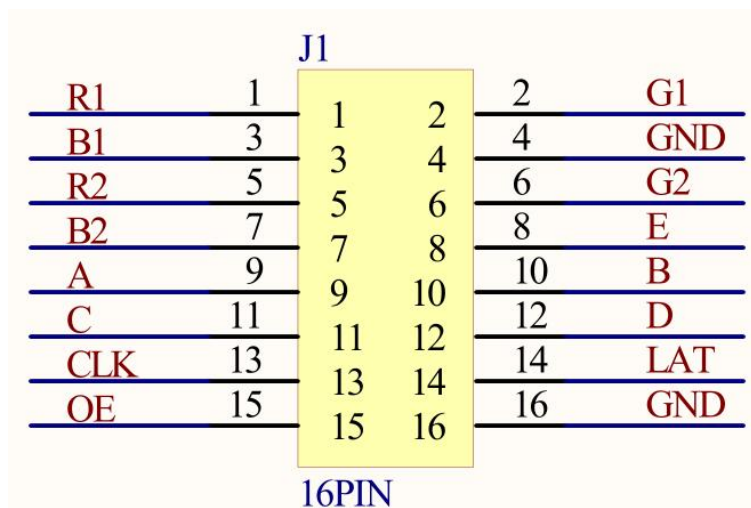 J1
R1 1 1 2 2 G1
B1 3 3 4 4 GND
R2 5 5 6 6 G2
B2 7 7 8 8 E
A 9 9 10 10 B
C 11 11 12 12 D
CLK 13 13 14 14 LAT
OE 15 15 16 16 GND
16PIN